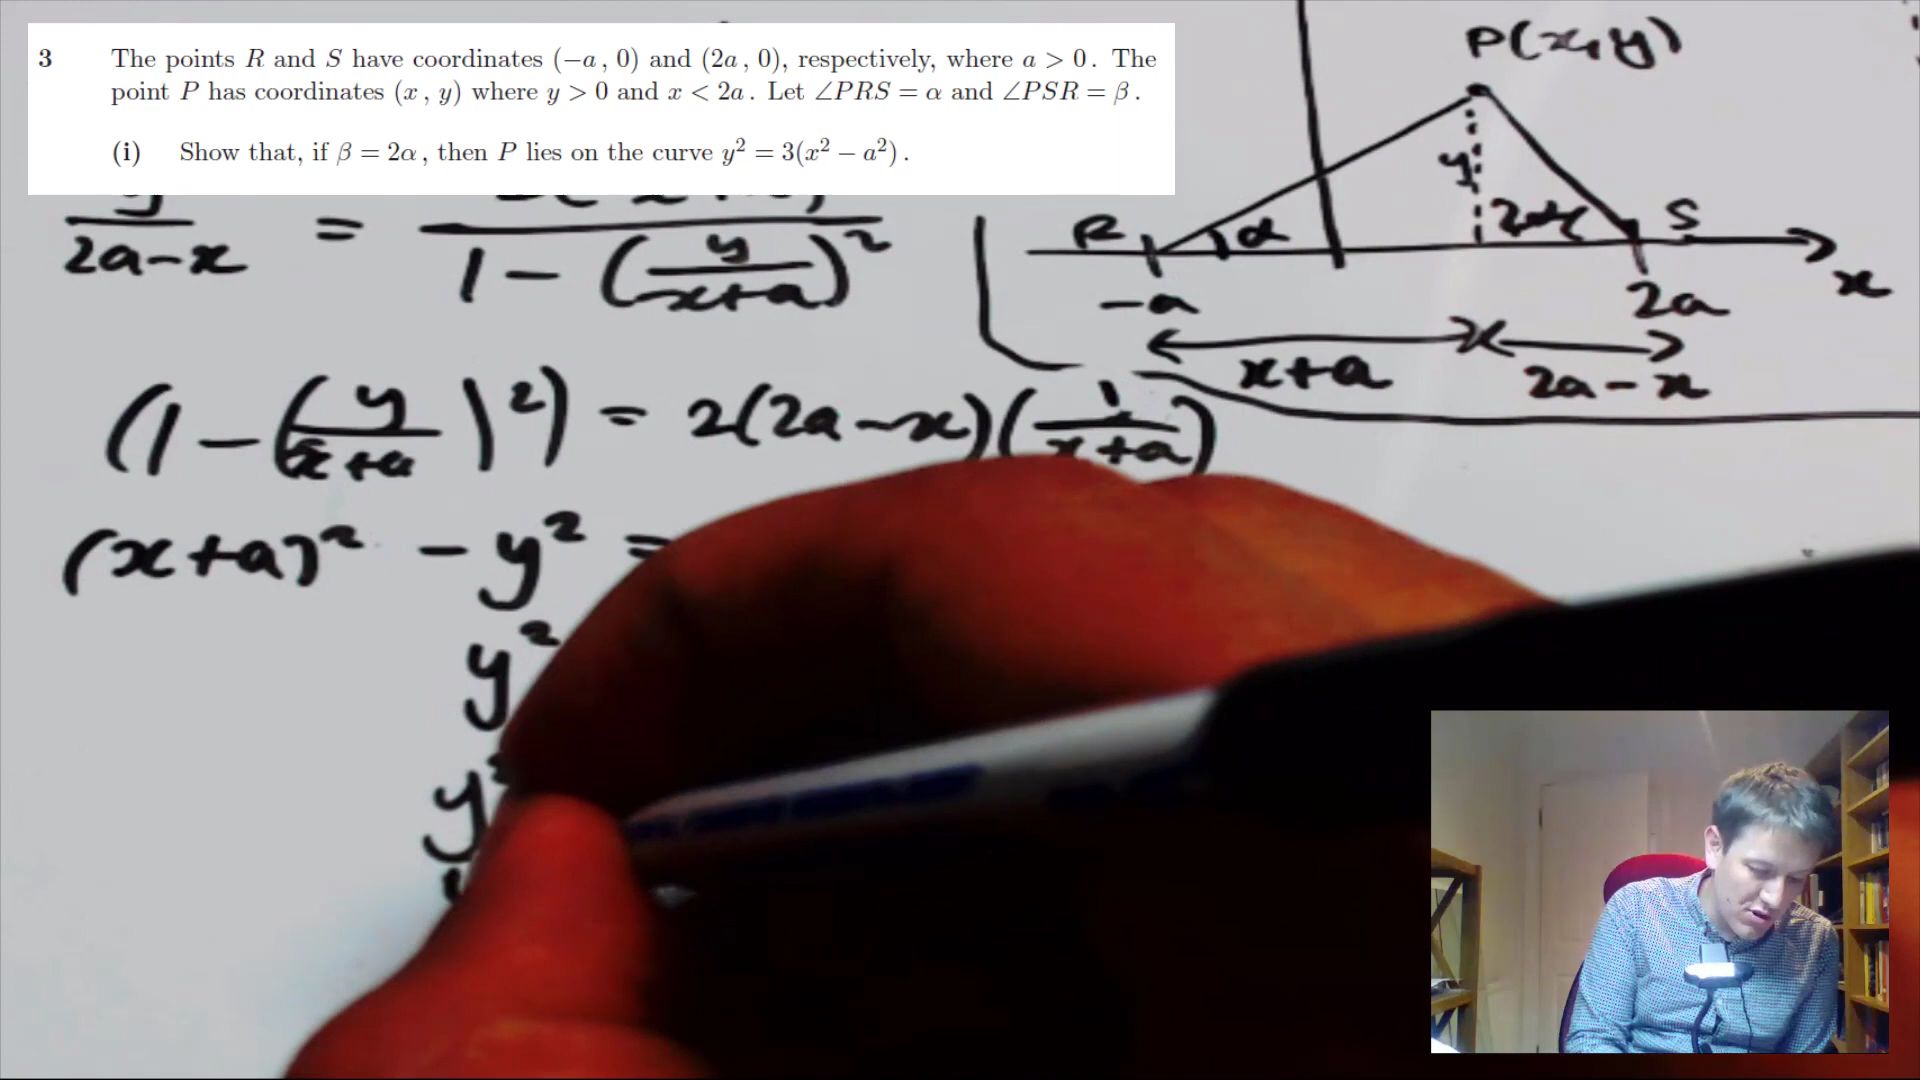 3 The points R and S have coordinates (−a , 0) and (2a , 0), respectively, where a > 0 . The
point P has coordinates (x , y) where y > 0 and x < 2a . Let ∠PRS = α and ∠PSR = β .
(i) Show that, if β = 2α , then P lies on the curve y² = 3(x² − a²) .
P(x,y)
y
R
α
S
x
-a
2a
x
x+a
2a-x
/(2a-x) = /(1 - (y/(x+a))²)
(1 - (y/(x+a))²) = 2(2a-x)(1/(x+a))
(x+a)² - y² =
y²
y²